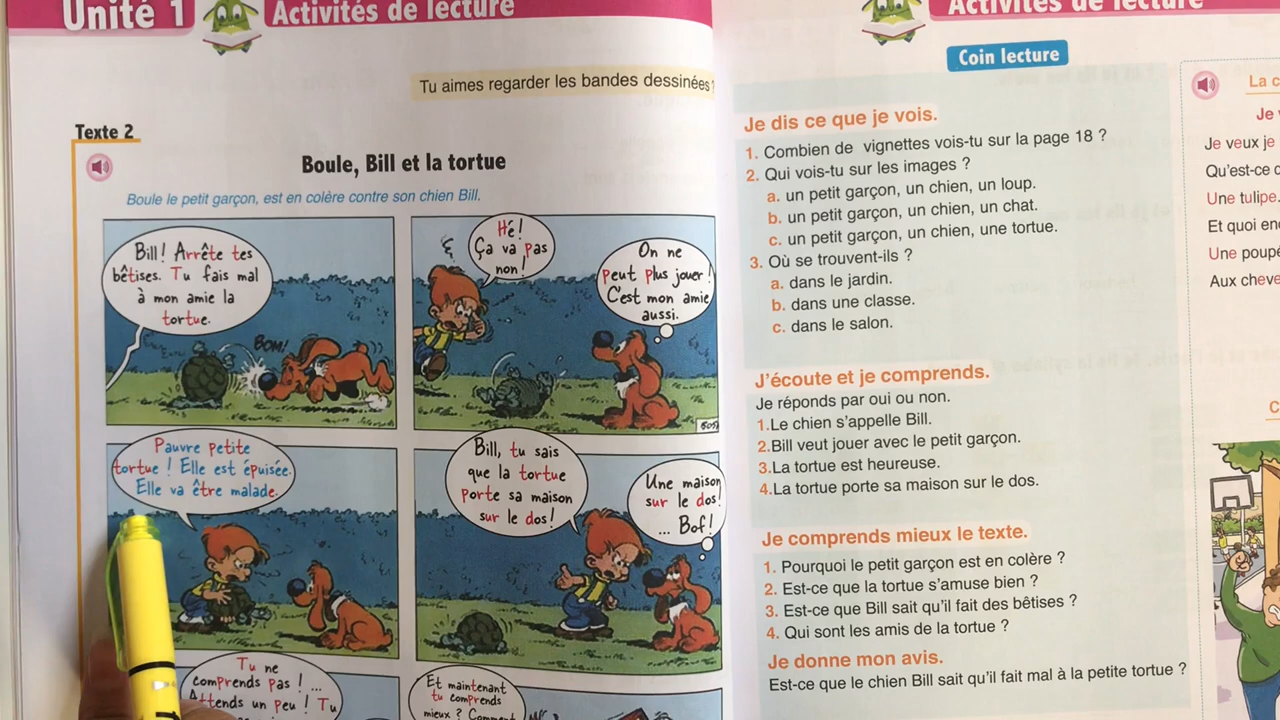 Unité 1
Activités de lecture
Tu aimes regarder les bandes dessinées ?
Texte 2
Boule, Bill et la tortue
Boule le petit garçon, est en colère contre son chien Bill.
Bill! Arrête tes
bêtises. Tu fais mal
à mon amie la
tortue.
BOM!
Hé!
Ça va pas
non!
On ne
peut plus jouer!
C'est mon amie
aussi.
Pauvre petite
tortue! Elle est épuisée.
Elle va être malade.
Bill, tu sais
que la tortue
porte sa maison
sur le dos!
Une maison
sur le dos!
... Bof!
Tu ne
comprends pas! ...
Attends un peu! Tu
Et maintenant
tu comprends
mieux? Comment
Activités de lecture
Coin lecture
Je dis ce que je vois.
1. Combien de vignettes vois-tu sur la page 18 ?
2. Qui vois-tu sur les images ?
a. un petit garçon, un chien, un loup.
b. un petit garçon, un chien, un chat.
c. un petit garçon, un chien, une tortue.
3. Où se trouvent-ils ?
a. dans le jardin.
b. dans une classe.
c. dans le salon.
J'écoute et je comprends.
Je réponds par oui ou non.
1.Le chien s'appelle Bill.
2.Bill veut jouer avec le petit garçon.
3.La tortue est heureuse.
4.La tortue porte sa maison sur le dos.
Je comprends mieux le texte.
1. Pourquoi le petit garçon est en colère ?
2. Est-ce que la tortue s'amuse bien ?
3. Est-ce que Bill sait qu'il fait des bêtises ?
4. Qui sont les amis de la tortue ?
Je donne mon avis.
Est-ce que le chien Bill sait qu'il fait mal à la petite tortue ?
La
Je
Je veux je
Qu'est-ce
Une tulipe.
Et quoi
Une
Aux